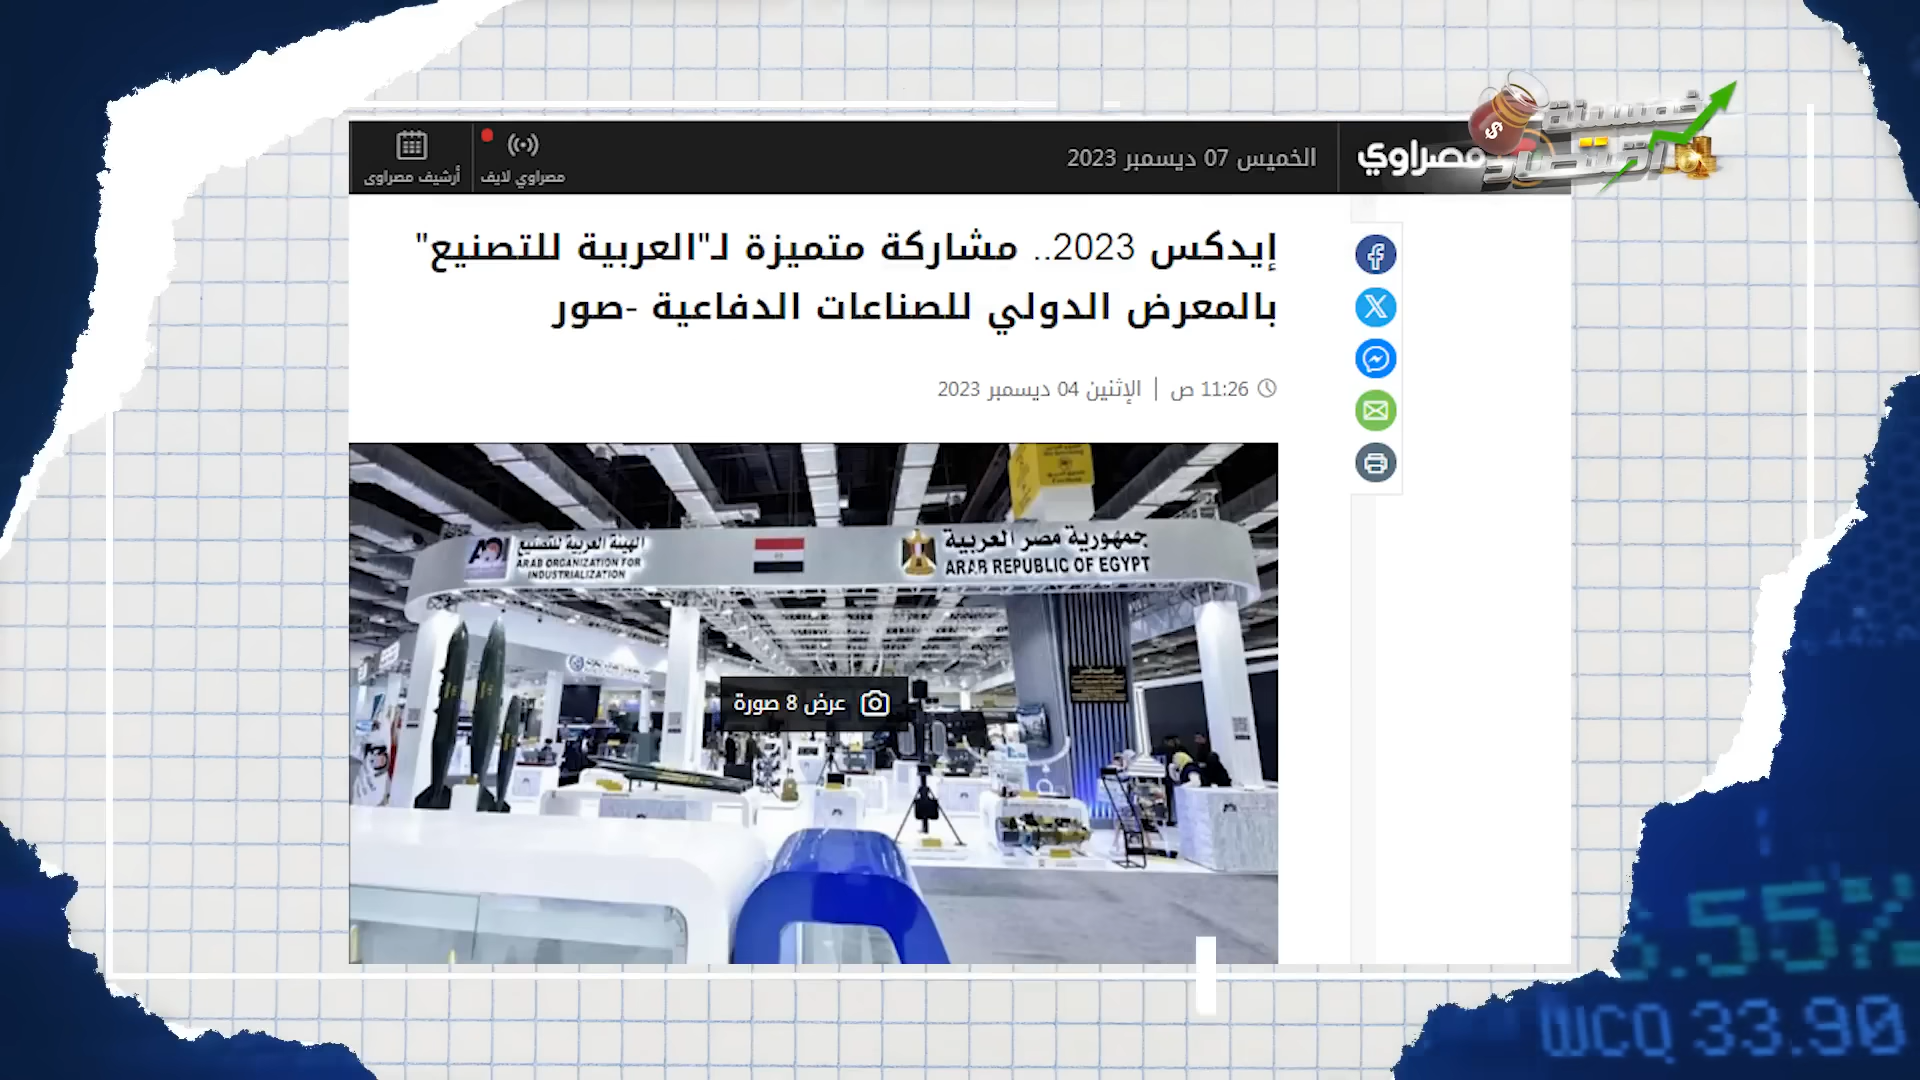 خمسينة
اقتصاد
مصراوي
الخميس 07 ديسمبر 2023
مصراوي لايف
أرشيف مصراوى
إيدكس 2023.. مشاركة متميزة لـ"العربية للتصنيع"
بالمعرض الدولي للصناعات الدفاعية -صور
11:26 ص | الإثنين 04 ديسمبر 2023
جمهورية مصر العربية
ARAB REPUBLIC OF EGYPT
الهيئة العربية للتصنيع
ARAB ORGANIZATION FOR
INDUSTRIALIZATION
عرض 8 صورة
.55%
WCQ 33.90